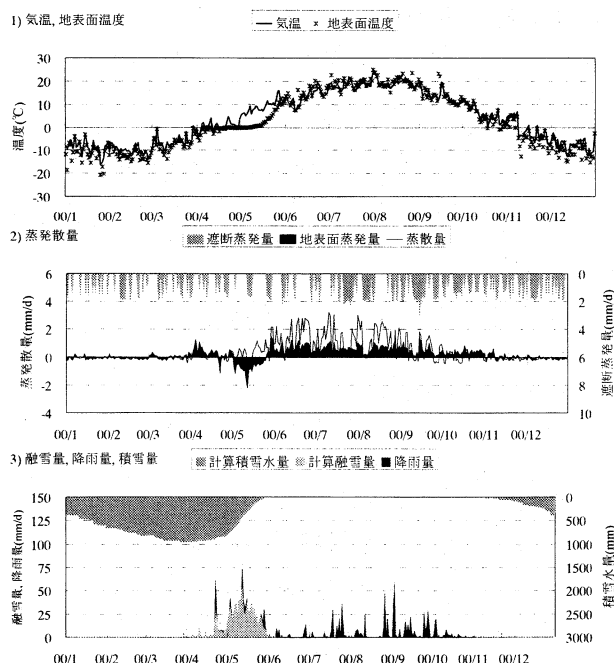 1) 気温, 地表面温度
気温 × 地表面温度
30
20
10
0
-10
-20
-30
温度(℃)
00/1 00/2 00/3 00/4 00/5 00/6 00/7 00/8 00/9 00/10 00/11 00/12
2) 蒸発散量
遮断蒸発量 地表面蒸発量 蒸散量
6
4
2
0
-2
-4
蒸発散量(mm/d)
0
2
4
6
8
10
遮断蒸発量(mm/d)
00/1 00/2 00/3 00/4 00/5 00/6 00/7 00/8 00/9 00/10 00/11 00/12
3) 融雪量, 降雨量, 積雪量
計算積雪水量 計算融雪量 降雨量
150
125
100
75
50
25
0
融雪量, 降雨量(mm/d)
0
500
1000
1500
2000
2500
3000
積雪水量((mm)
00/1 00/2 00/3 00/4 00/5 00/6 00/7 00/8 00/9 00/10 00/11 00/12